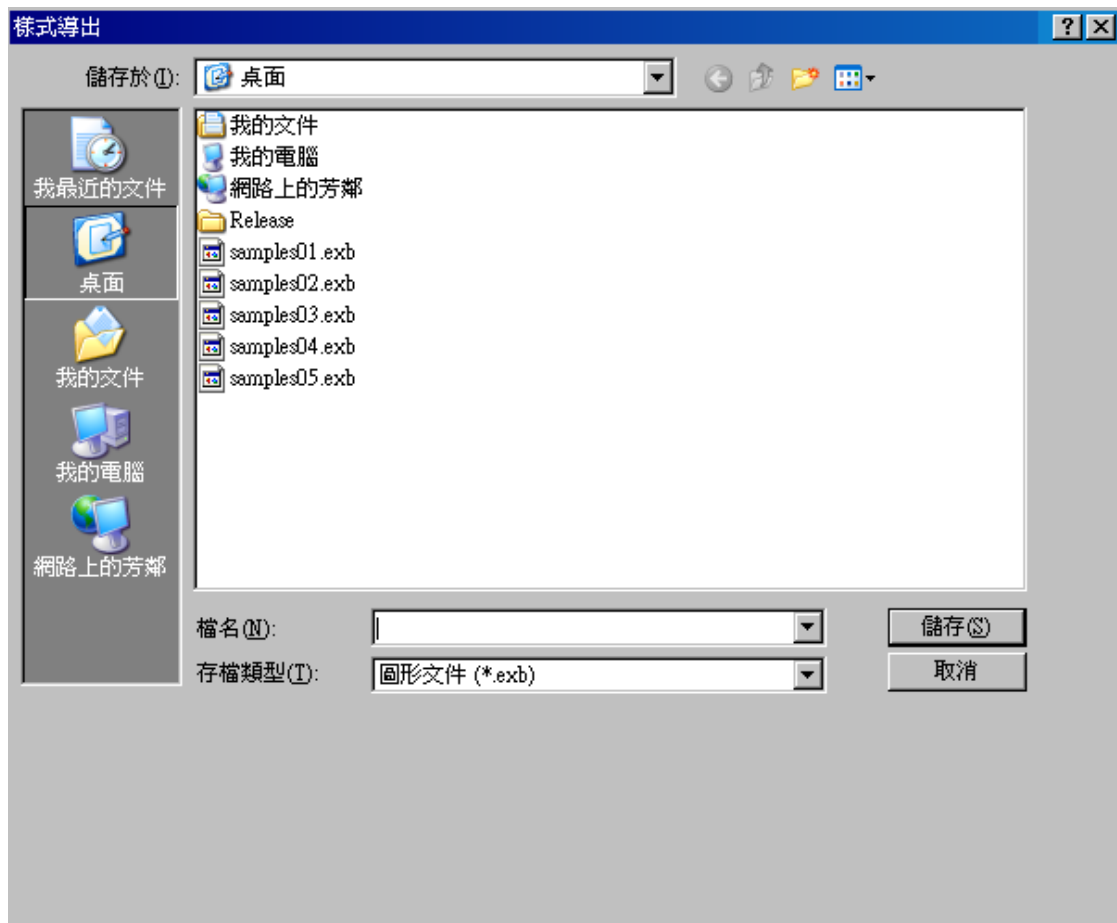 樣式導出
儲存於(I):
桌面
我最近的文件
桌面
我的文件
我的電腦
網路上的芳鄰
我的文件
我的電腦
網路上的芳鄰
Release
samples01.exb
samples02.exb
samples03.exb
samples04.exb
samples05.exb
檔名(N):
儲存(S)
存檔類型(T):
圖形文件 (*.exb)
取消